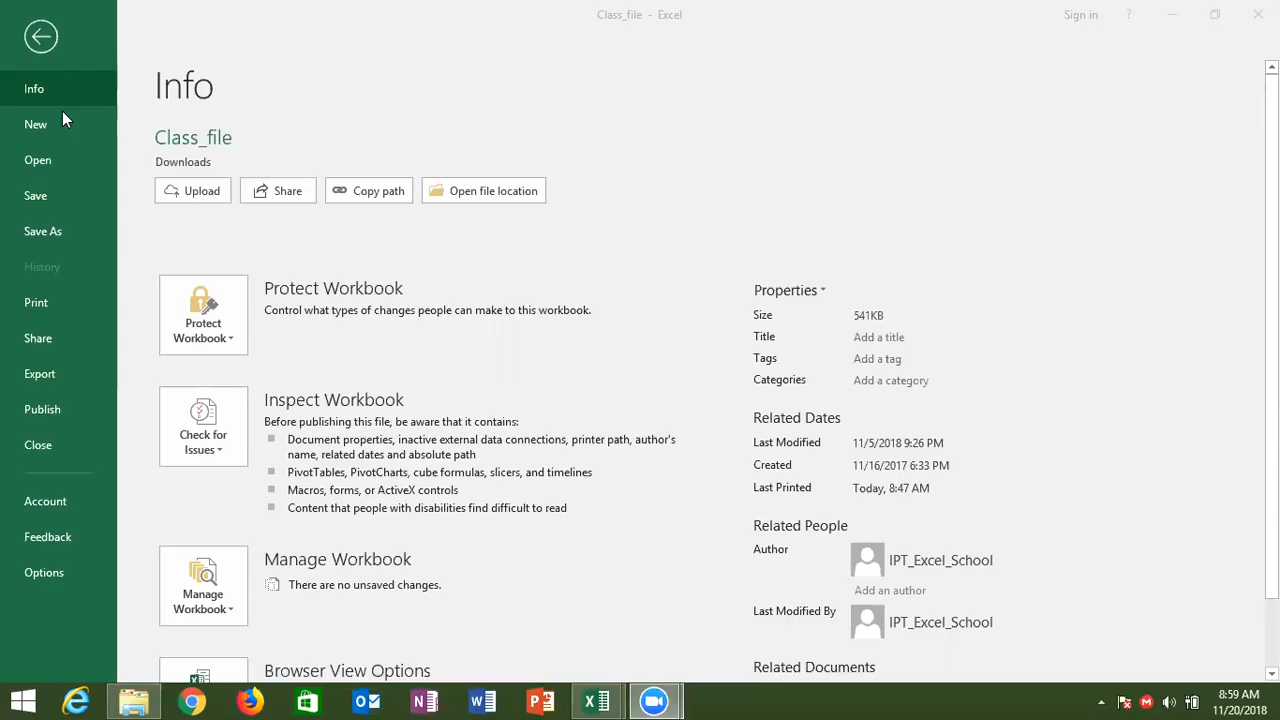 Class_file - Excel
Sign in
?
Info
New
Open
Save
Save As
History
Print
Share
Export
Publish
Close
Account
Feedback
Options
Info
Class_file
Downloads
Upload
Share
Copy path
Open file location
Protect Workbook
Protect Workbook
Control what types of changes people can make to this workbook.
Check for Issues
Inspect Workbook
Before publishing this file, be aware that it contains:
Document properties, inactive external data connections, printer path, author's
name, related dates and absolute path
PivotTables, PivotCharts, cube formulas, slicers, and timelines
Macros, forms, or ActiveX controls
Content that people with disabilities find difficult to read
Manage Workbook
Manage Workbook
There are no unsaved changes.
Browser View Options
Properties
Size 541KB
Title Add a title
Tags Add a tag
Categories Add a category
Related Dates
Last Modified 11/5/2018 9:26 PM
Created 11/16/2017 6:33 PM
Last Printed Today, 8:47 AM
Related People
Author IPT_Excel_School
Add an author
Last Modified By IPT_Excel_School
Related Documents
8:59 AM
11/20/2018